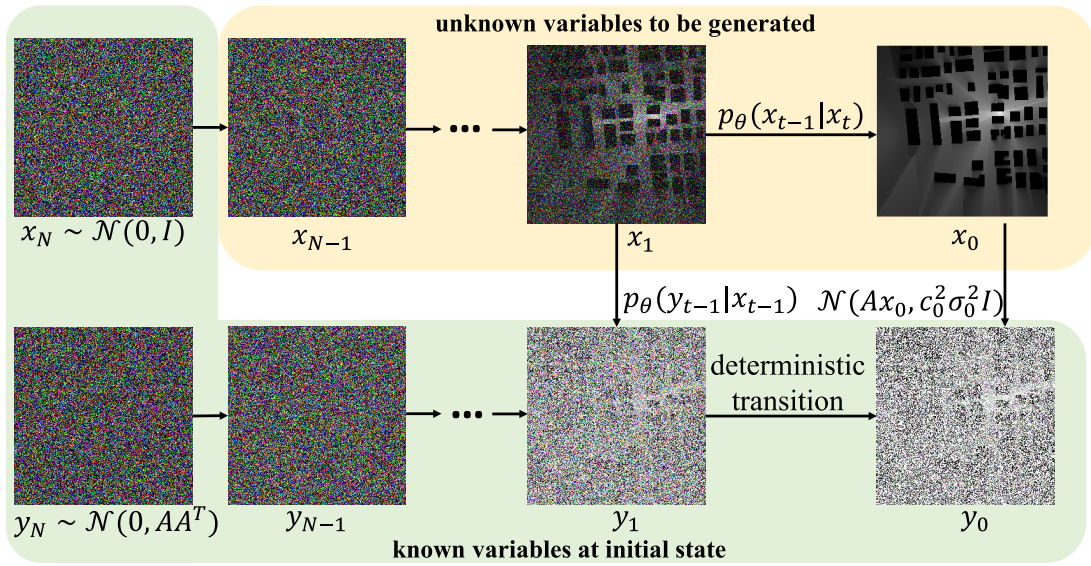 unknown variables to be generated
x_N ∼ 𝒩(0, I)
x_{N−1}
...
x_1
p_θ(x_{t−1}|x_t)
x_0
p_θ(y_{t−1}|x_{t−1})
𝒩(Ax_0, c_0^2σ_0^2I)
y_N ∼ 𝒩(0, AA^T)
y_{N−1}
...
y_1
deterministic
transition
y_0
known variables at initial state